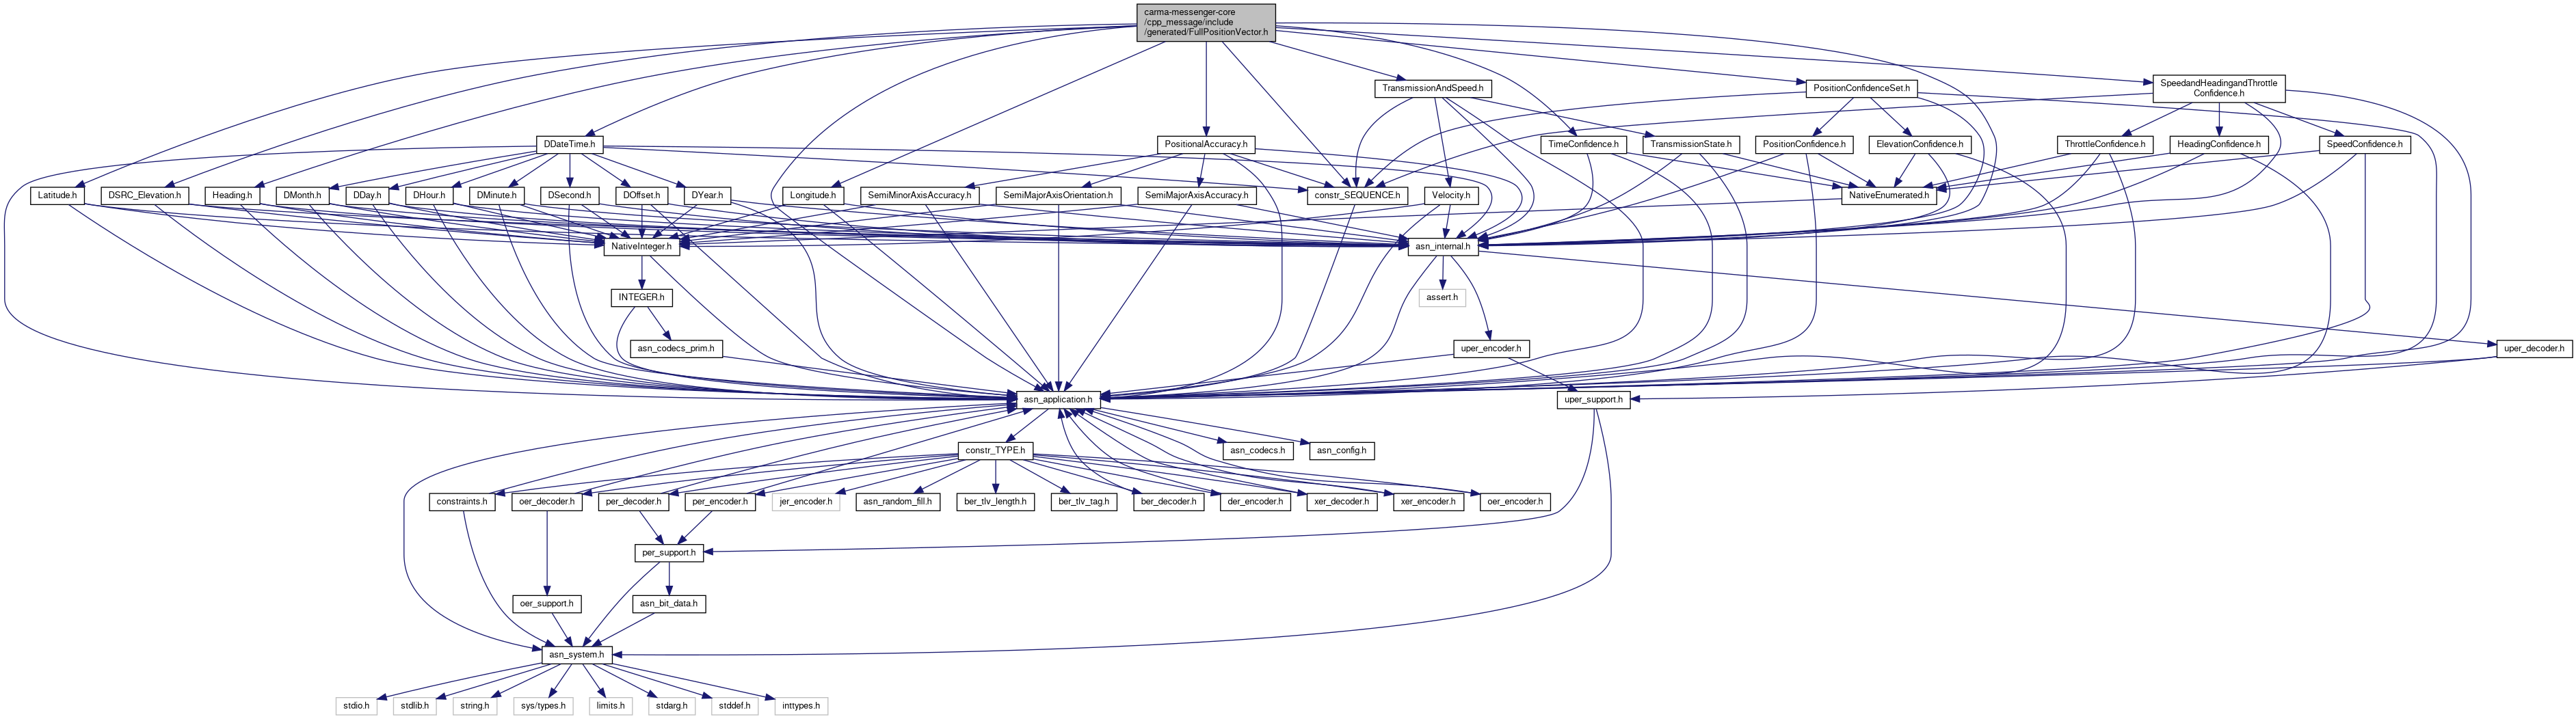 carma-messenger-core
/cpp_message/include
/generated/FullPositionVector.h
TransmissionAndSpeed.h
PositionConfidenceSet.h
SpeedandHeadingandThrottle
Confidence.h
DDateTime.h
PositionalAccuracy.h
TimeConfidence.h
TransmissionState.h
PositionConfidence.h
ElevationConfidence.h
ThrottleConfidence.h
HeadingConfidence.h
SpeedConfidence.h
Latitude.h
DSRC_Elevation.h
Heading.h
DMonth.h
DDay.h
DHour.h
DMinute.h
DSecond.h
DOffset.h
DYear.h
Longitude.h
SemiMinorAxisAccuracy.h
SemiMajorAxisOrientation.h
SemiMajorAxisAccuracy.h
constr_SEQUENCE.h
Velocity.h
NativeEnumerated.h
NativeInteger.h
asn_internal.h
INTEGER.h
assert.h
asn_codecs_prim.h
uper_encoder.h
uper_decoder.h
asn_application.h
uper_support.h
constr_TYPE.h
asn_codecs.h
asn_config.h
constraints.h
oer_decoder.h
per_decoder.h
per_encoder.h
jer_encoder.h
asn_random_fill.h
ber_tlv_length.h
ber_tlv_tag.h
ber_decoder.h
der_encoder.h
xer_decoder.h
xer_encoder.h
oer_encoder.h
per_support.h
oer_support.h
asn_bit_data.h
asn_system.h
stdio.h
stdlib.h
string.h
sys/types.h
limits.h
stdarg.h
stddef.h
inttypes.h